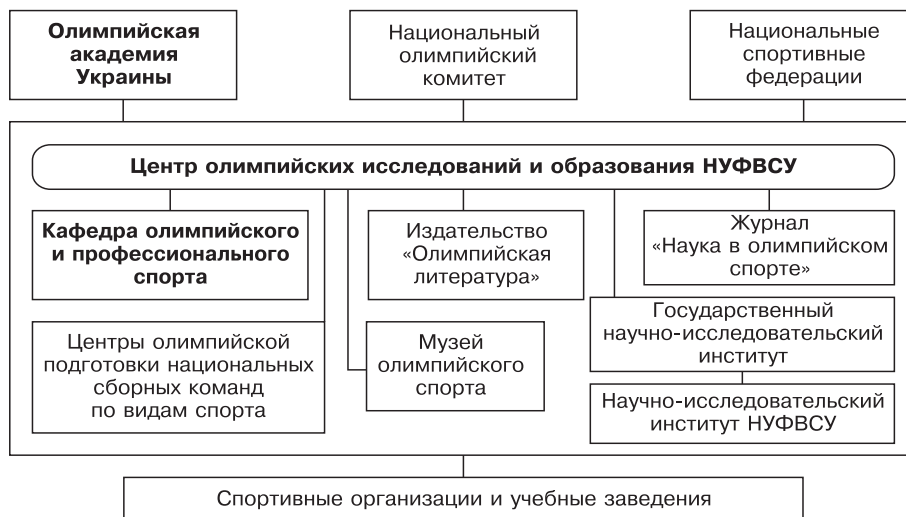 Олимпийская
академия
Украины
Национальный
олимпийский
комитет
Национальные
спортивные
федерации
Центр олимпийских исследований и образования НУФВСУ
Кафедра олимпийского
и профессионального
спорта
Издательство
«Олимпийская
литература»
Журнал
«Наука в олимпийском
спорте»
Центры олимпийской
подготовки национальных
сборных команд
по видам спорта
Музей
олимпийского
спорта
Государственный
научно-исследовательский
институт
Научно-исследовательский
институт НУФВСУ
Спортивные организации и учебные заведения